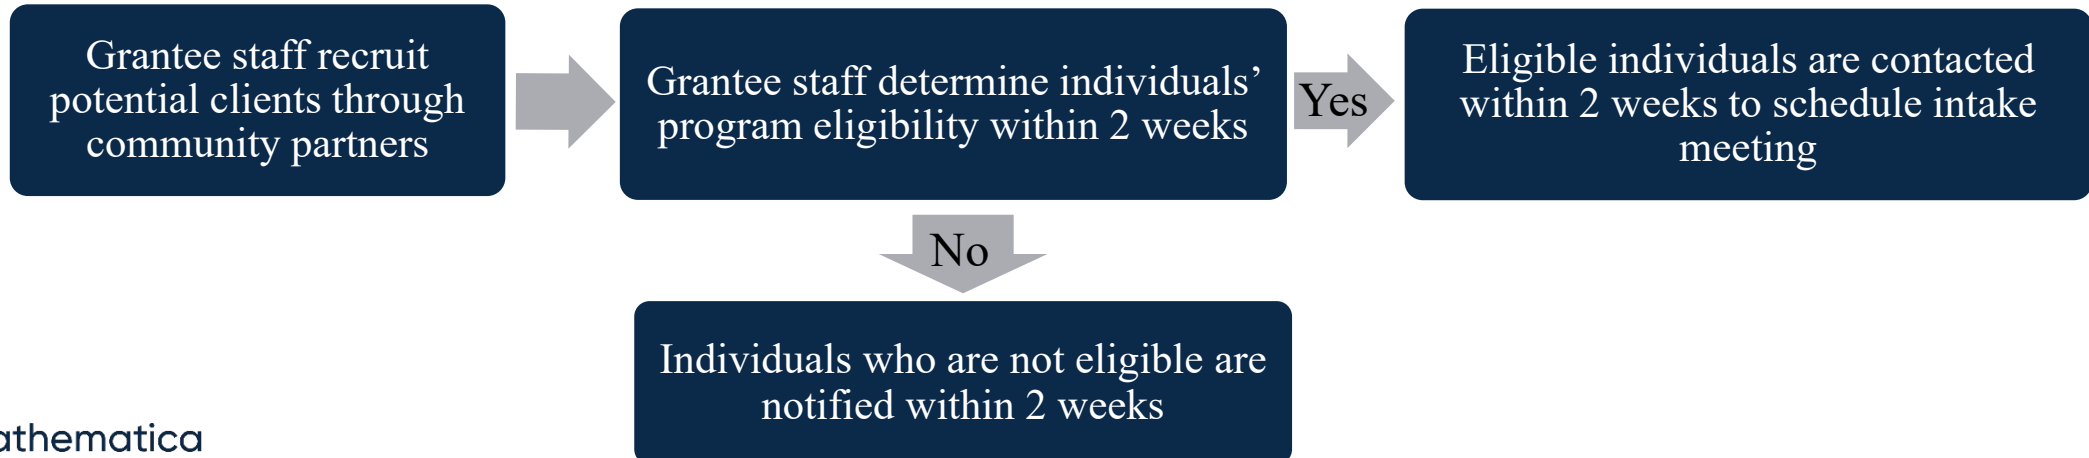 Grantee staff recruit
potential clients through
community partners
Grantee staff determine individuals’
program eligibility within 2 weeks
Yes
Eligible individuals are contacted
within 2 weeks to schedule intake
meeting
No
Individuals who are not eligible are
notified within 2 weeks
athematica